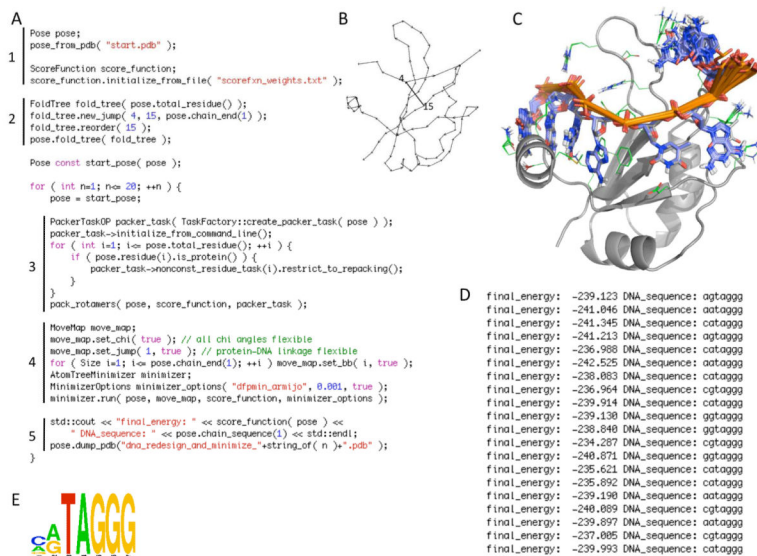 A
B
C
1
Pose pose;
pose_from_pdb( "start.pdb" );
ScoreFunction score_function;
score_function.initialize_from_file( "scorefxn_weights.txt" );
2
FoldTree fold_tree( pose.total_residue() );
fold_tree.new_jump( 4, 15, pose.chain_end(1) );
fold_tree.reorder( 15 );
pose.fold_tree( fold_tree );
Pose const start_pose( pose );
for ( int n=1; n<= 20; ++n ) {
pose = start_pose;
3
PackerTaskOP packer_task( TaskFactory::create_packer_task( pose ) );
packer_task->initialize_from_command_line();
for ( int i=1; i<= pose.total_residue(); ++i ) {
if ( pose.residue(i).is_protein() ) {
packer_task->nonconst_residue_task(i).restrict_to_repacking();
}
}
pack_rotamers( pose, score_function, packer_task );
4
MoveMap move_map;
move_map.set_chi( true ); // all chi angles flexible
move_map.set_jump( 1, true ); // protein-DNA linkage flexible
for ( Size i=1; i<= pose.chain_end(1); ++i ) move_map.set_bb( i, true );
AtomTreeMinimizer minimizer;
MinimizerOptions minimizer_options( "dfpmin_armijo", 0.001, true );
minimizer.run( pose, move_map, score_function, minimizer_options );
5
std::cout << "final_energy: " << score_function( pose ) <<
" DNA_sequence: " << pose.chain_sequence(1) << std::endl;
pose.dump_pdb("dna_redesign_and_minimize_"+string_of( n )+".pdb" );
}
4
15
D
final_energy: -239.123 DNA_sequence: agtaggg
final_energy: -241.046 DNA_sequence: aataggg
final_energy: -241.345 DNA_sequence: cataggg
final_energy: -241.213 DNA_sequence: agtaggg
final_energy: -236.988 DNA_sequence: cataggg
final_energy: -242.525 DNA_sequence: aataggg
final_energy: -238.083 DNA_sequence: cataggg
final_energy: -236.964 DNA_sequence: cgtaggg
final_energy: -239.914 DNA_sequence: cataggg
final_energy: -239.130 DNA_sequence: ggtaggg
final_energy: -238.840 DNA_sequence: ggtaggg
final_energy: -234.287 DNA_sequence: cgtaggg
final_energy: -240.871 DNA_sequence: ggtaggg
final_energy: -235.621 DNA_sequence: cataggg
final_energy: -235.892 DNA_sequence: cataggg
final_energy: -239.190 DNA_sequence: aataggg
final_energy: -240.089 DNA_sequence: cgtaggg
final_energy: -239.897 DNA_sequence: aataggg
final_energy: -237.005 DNA_sequence: cgtaggg
final_energy: -239.993 DNA_sequence: cataggg
E
TAGGG